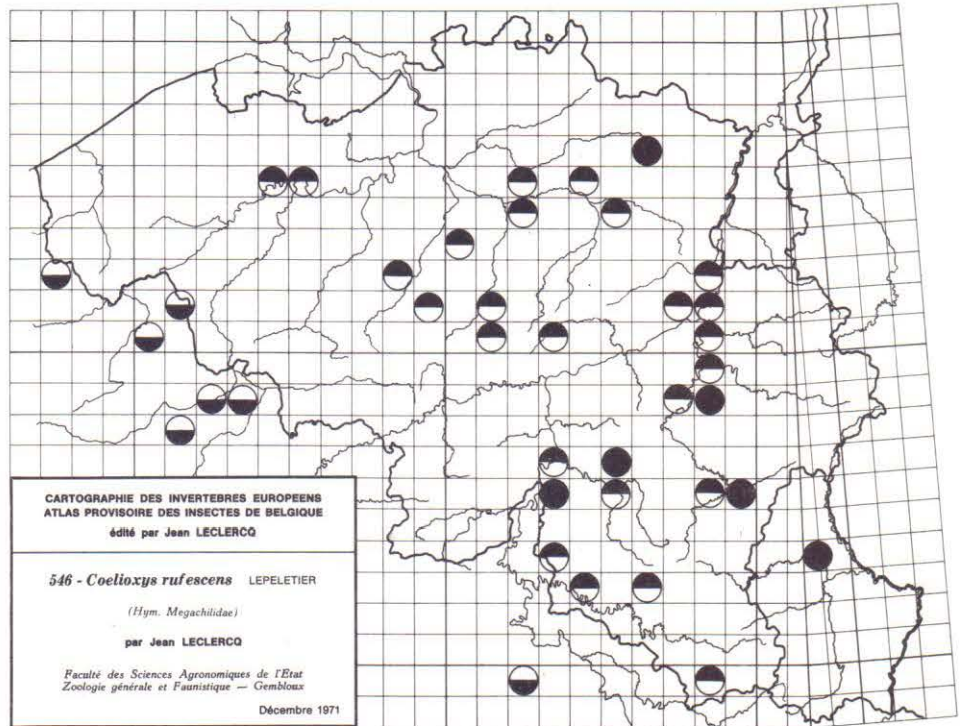 CARTOGRAPHIE DES INVERTEBRES EUROPEENS
ATLAS PROVISOIRE DES INSECTES DE BELGIQUE
édité par Jean LECLERCQ
546 - Coelioxys rufescens LEPELETIER
(Hym. Megachilidae)
par Jean LECLERCQ
Faculté des Sciences Agronomiques de l'Etat
Zoologie générale et Faunistique — Gembloux
Décembre 1971